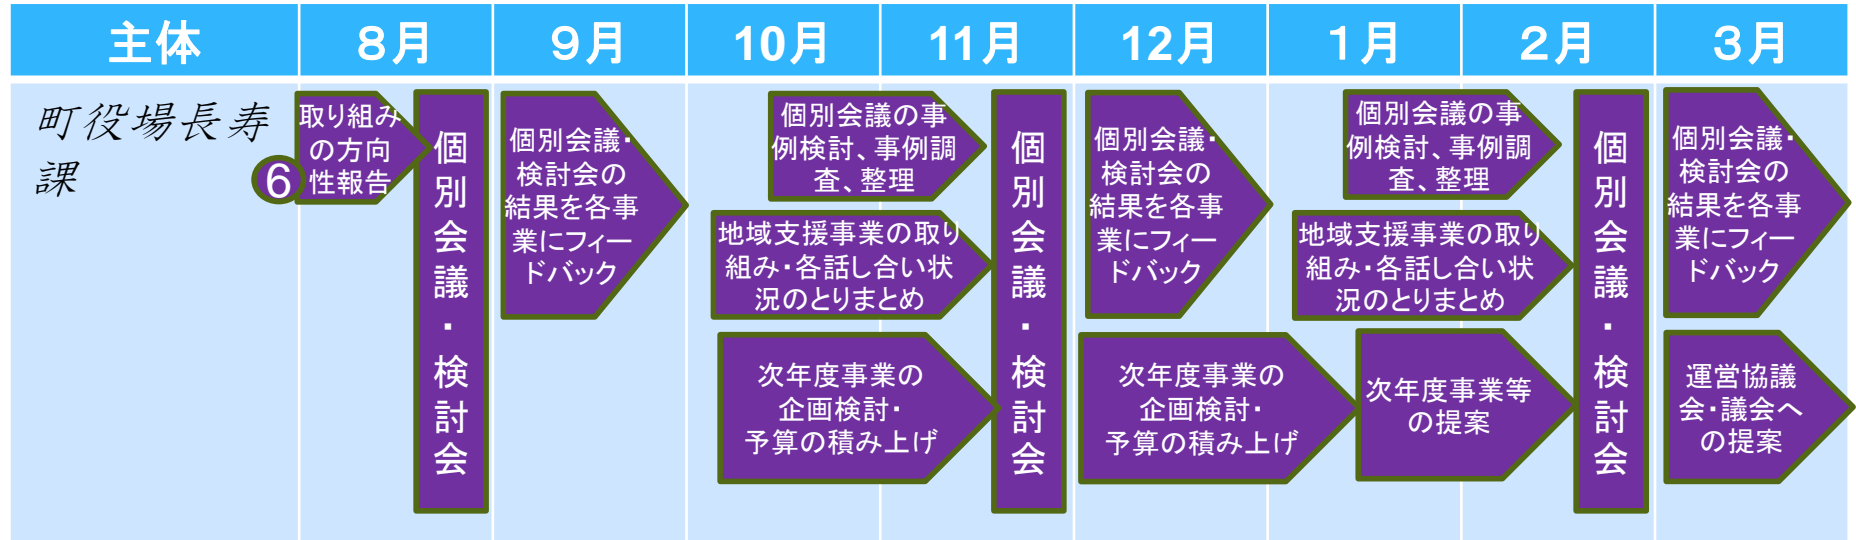 主体
８月
９月
10月
11月
12月
１月
２月
３月
町役場長寿
課
⑥
取り組み
の方向
性報告
個別会議・検討会
個別会議・
検討会の
結果を各事
業にフィー
ドバック
個別会議の事
例検討、事例調
査、整理
地域支援事業の取り
組み・各話し合い状
況のとりまとめ
次年度事業の
企画検討・
予算の積み上げ
個別会議・検討会
個別会議・
検討会の
結果を各事
業にフィー
ドバック
次年度事業の
企画検討・
予算の積み上げ
個別会議の事
例検討、事例調
査、整理
地域支援事業の取り
組み・各話し合い状
況のとりまとめ
次年度事業等
の提案
個別会議・検討会
個別会議・
検討会の
結果を各事
業にフィー
ドバック
運営協議
会・議会へ
の提案